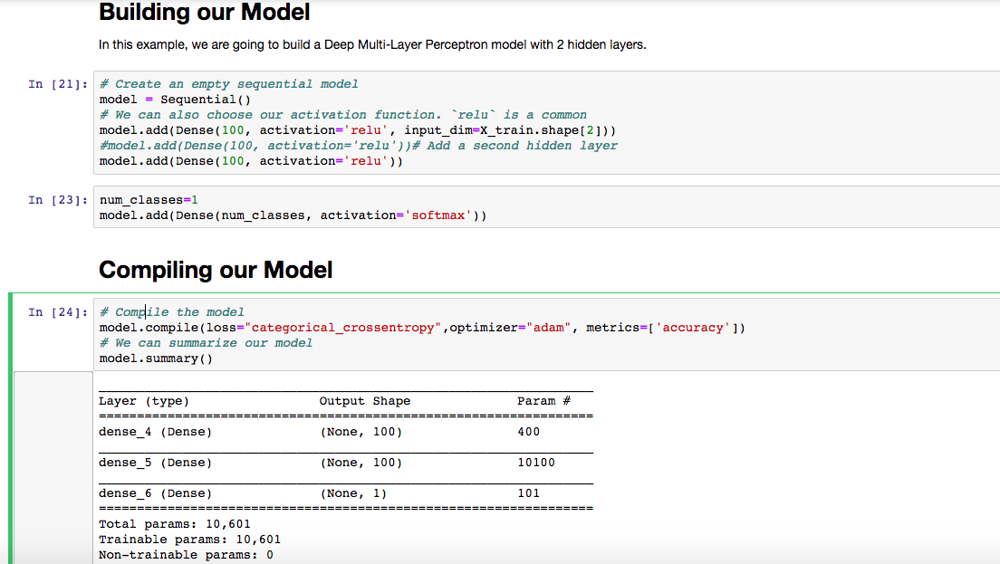 Building our Model
In this example, we are going to build a Deep Multi-Layer Perceptron model with 2 hidden layers.
In [21]: # Create an empty sequential model
model = Sequential()
# We can also choose our activation function. `relu` is a common
model.add(Dense(100, activation='relu', input_dim=X_train.shape[2]))
#model.add(Dense(100, activation='relu'))# Add a second hidden layer
model.add(Dense(100, activation='relu'))
In [23]: num_classes=1
model.add(Dense(num_classes, activation='softmax'))
Compiling our Model
In [24]: # Compile the model
model.compile(loss="categorical_crossentropy",optimizer="adam", metrics=['accuracy'])
# We can summarize our model
model.summary()
Layer (type) Output Shape Param #
dense_4 (Dense) (None, 100) 400
dense_5 (Dense) (None, 100) 10100
dense_6 (Dense) (None, 1) 101
Total params: 10,601
Trainable params: 10,601
Non-trainable params: 0